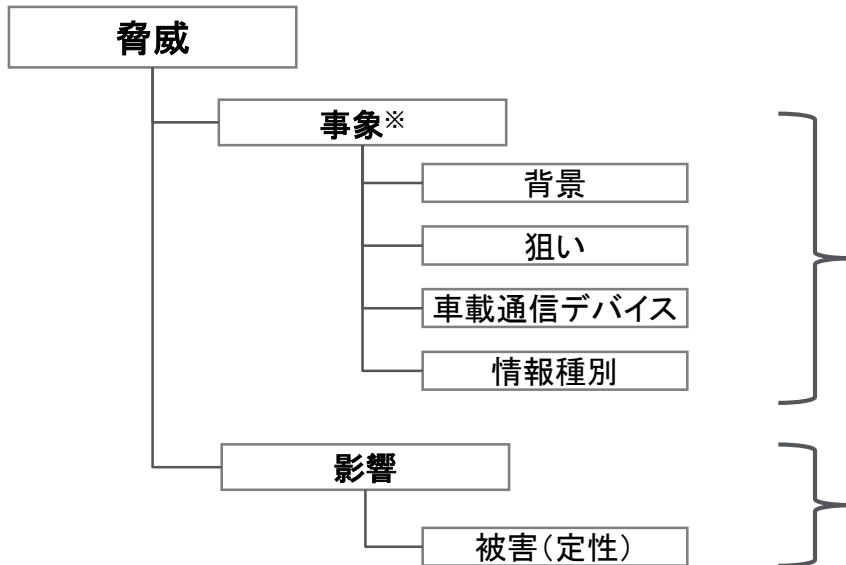 脅威
事象※
背景
狙い
車載通信デバイス
情報種別
影響
被害（定性）